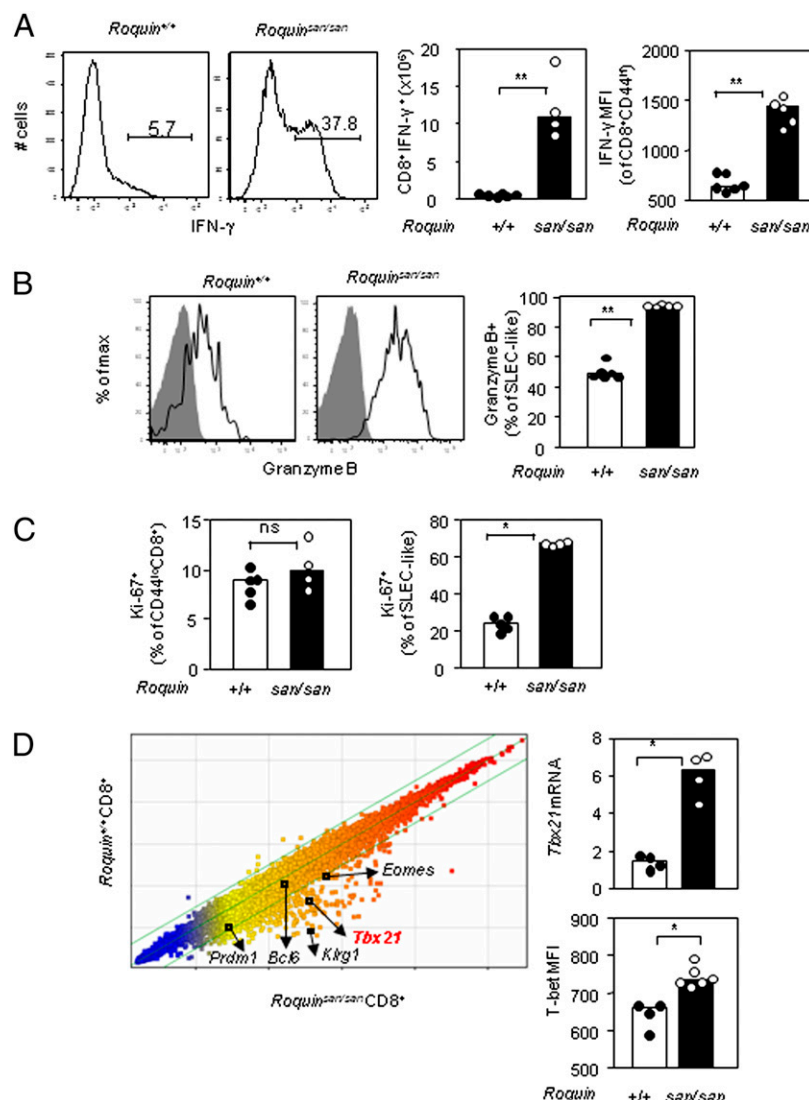 A
Roquin+/+
Roquinsan/san
# cells
5.7
37.8
IFN-γ
CD8+ IFN-γ+ (x10⁶)
20
15
10
5
0
**
Roquin +/+ san/san
IFN-γ MFI
(of CD8+CD44hi)
2000
1500
1000
500
**
+/+ san/san
B
Roquin+/+
Roquinsan/san
% of max
Granzyme B
Granzyme B+
(% of SLEC-like)
100
80
60
40
20
0
**
Roquin +/+ san/san
C
Ki-67+
(% of CD44loCD8+)
15
10
5
0
ns
Roquin +/+ san/san
Ki-67+
(% of SLEC-like)
80
60
40
20
0
*
+/+ san/san
D
Roquin+/+CD8+
Eomes
Tbx21
Prdm1 Bcl6 Klrg1
Roquinsan/san CD8+
Tbx21 mRNA
8
6
4
2
0
*
T-bet MFI
900
800
700
600
500
*
Roquin +/+ san/san